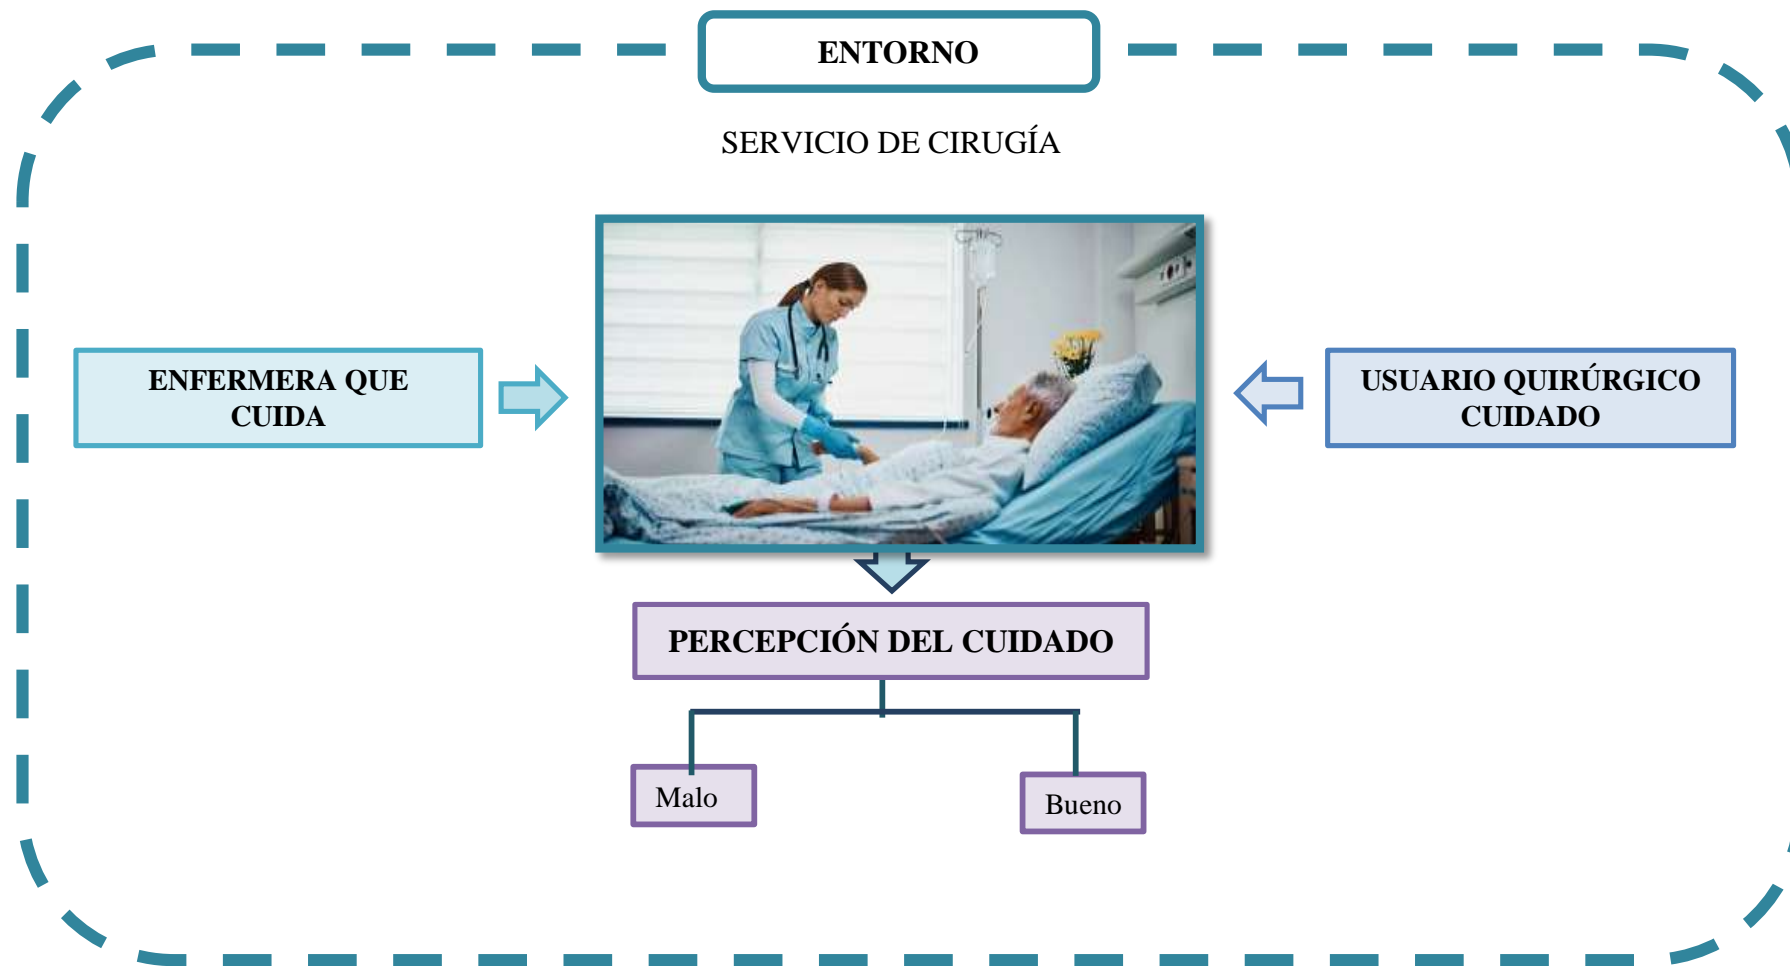 ENTORNO
SERVICIO DE CIRUGÍA
ENFERMERA QUE
CUIDA
USUARIO QUIRÚRGICO
CUIDADO
PERCEPCIÓN DEL CUIDADO
Malo
Bueno